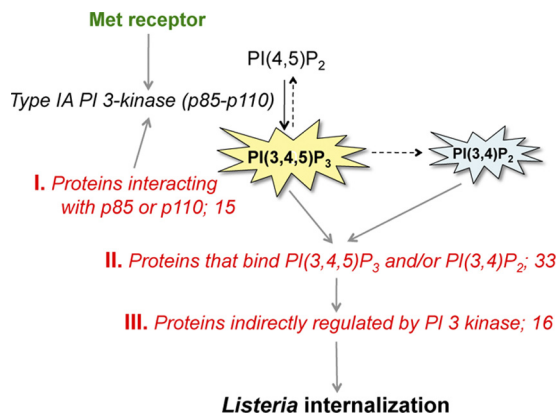 Met receptor
PI(4,5)P2
Type IA PI 3-kinase (p85-p110)
PI(3,4,5)P3
PI(3,4)P2
I. Proteins interacting
with p85 or p110; 15
II. Proteins that bind PI(3,4,5)P3 and/or PI(3,4)P2; 33
III. Proteins indirectly regulated by PI 3 kinase; 16
Listeria internalization